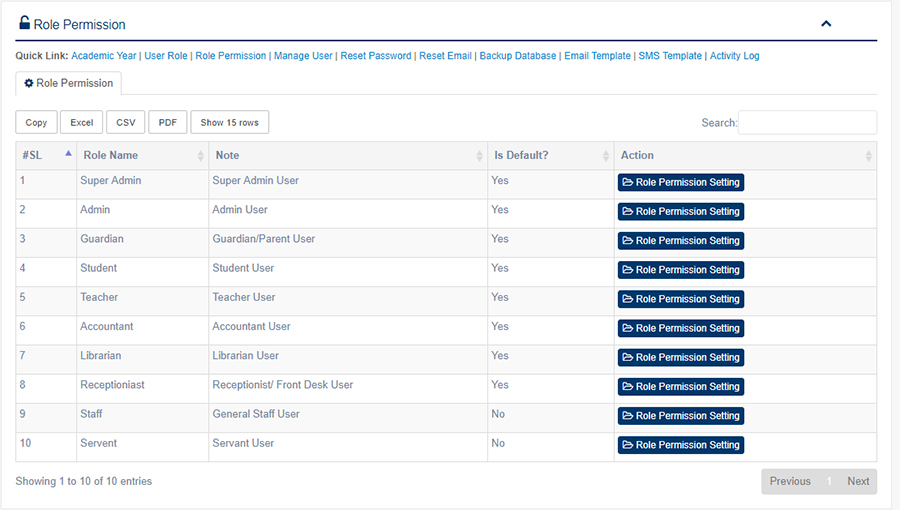 Role Permission
Quick Link: Academic Year | User Role | Role Permission | Manage User | Reset Password | Reset Email | Backup Database | Email Template | SMS Template | Activity Log
Role Permission
Copy Excel CSV PDF Show 15 rows Search:
#SL Role Name Note Is Default? Action
1 Super Admin Super Admin User Yes Role Permission Setting
2 Admin Admin User Yes Role Permission Setting
3 Guardian Guardian/Parent User Yes Role Permission Setting
4 Student Student User Yes Role Permission Setting
5 Teacher Teacher User Yes Role Permission Setting
6 Accountant Accountant User Yes Role Permission Setting
7 Librarian Librarian User Yes Role Permission Setting
8 Receptioniast Receptionist/ Front Desk User Yes Role Permission Setting
9 Staff General Staff User No Role Permission Setting
10 Servent Servant User No Role Permission Setting
Showing 1 to 10 of 10 entries Previous 1 Next